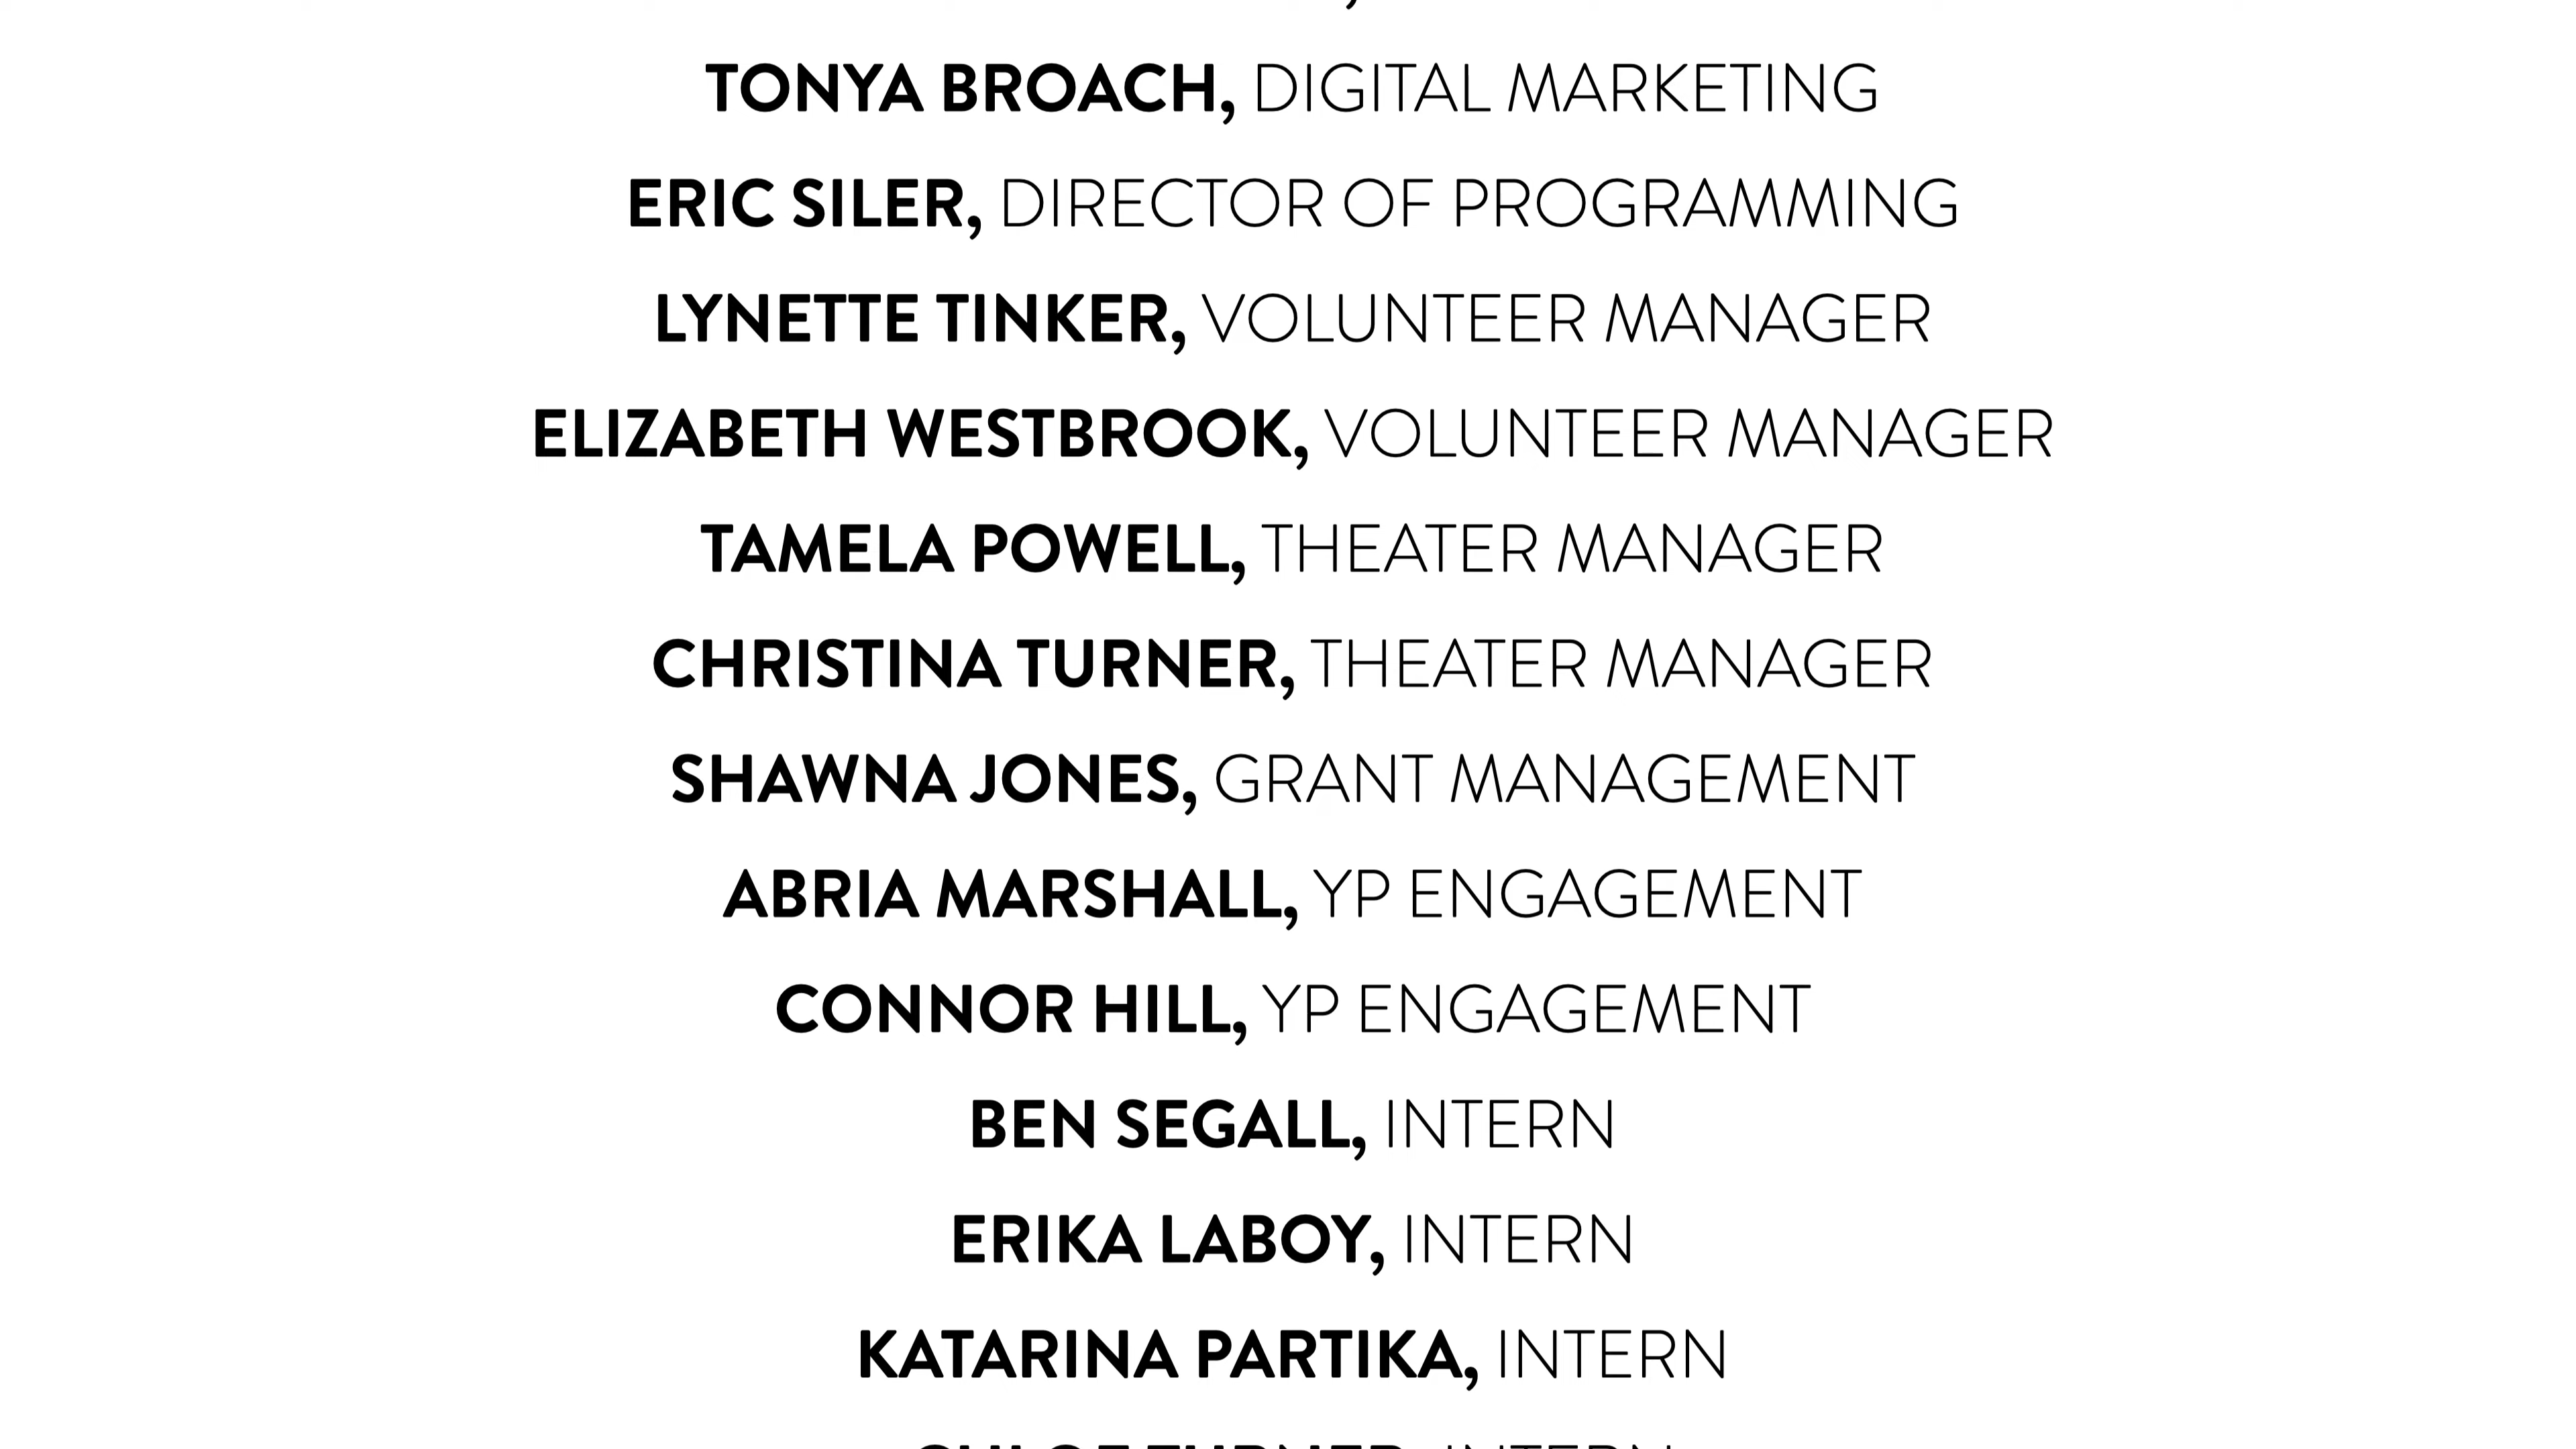 TONYA BROACH, DIGITAL MARKETING
ERIC SILER, DIRECTOR OF PROGRAMMING
LYNETTE TINKER, VOLUNTEER MANAGER
ELIZABETH WESTBROOK, VOLUNTEER MANAGER
TAMELA POWELL, THEATER MANAGER
CHRISTINA TURNER, THEATER MANAGER
SHAWNA JONES, GRANT MANAGEMENT
ABRIA MARSHALL, YP ENGAGEMENT
CONNOR HILL, YP ENGAGEMENT
BEN SEGALL, INTERN
ERIKA LABOY, INTERN
KATARINA PARTIKA, INTERN